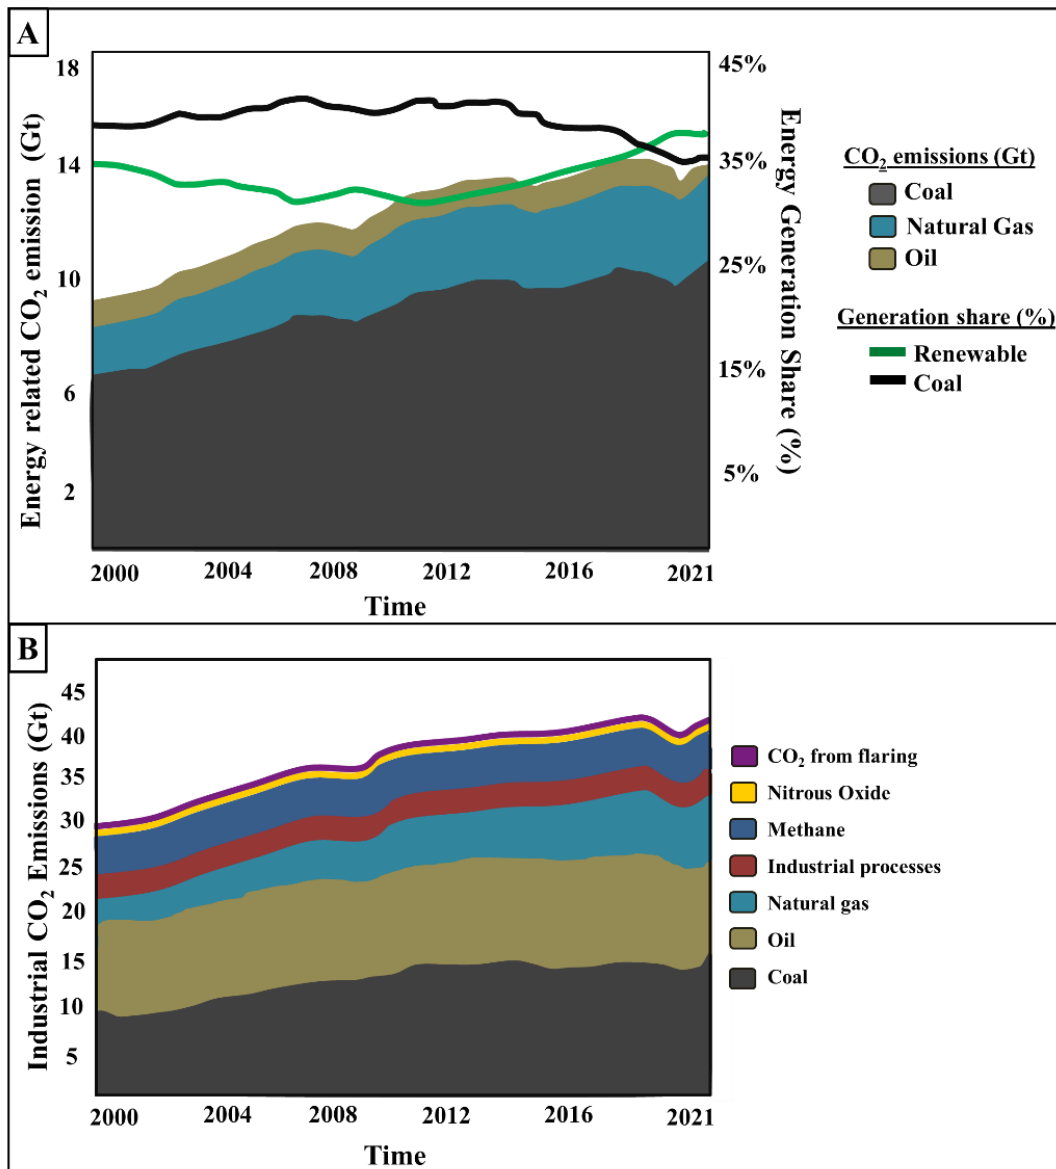 A
Energy related CO₂ emission (Gt)
18
14
10
6
2
45%
35%
25%
15%
5%
Energy Generation Share (%)
2000
2004
2008
2012
2016
2021
Time
CO₂ emissions (Gt)
Coal
Natural Gas
Oil
Generation share (%)
Renewable
Coal
B
Industrial CO₂ Emissions (Gt)
45
40
35
30
25
20
15
10
5
2000
2004
2008
2012
2016
2021
Time
CO₂ from flaring
Nitrous Oxide
Methane
Industrial processes
Natural gas
Oil
Coal